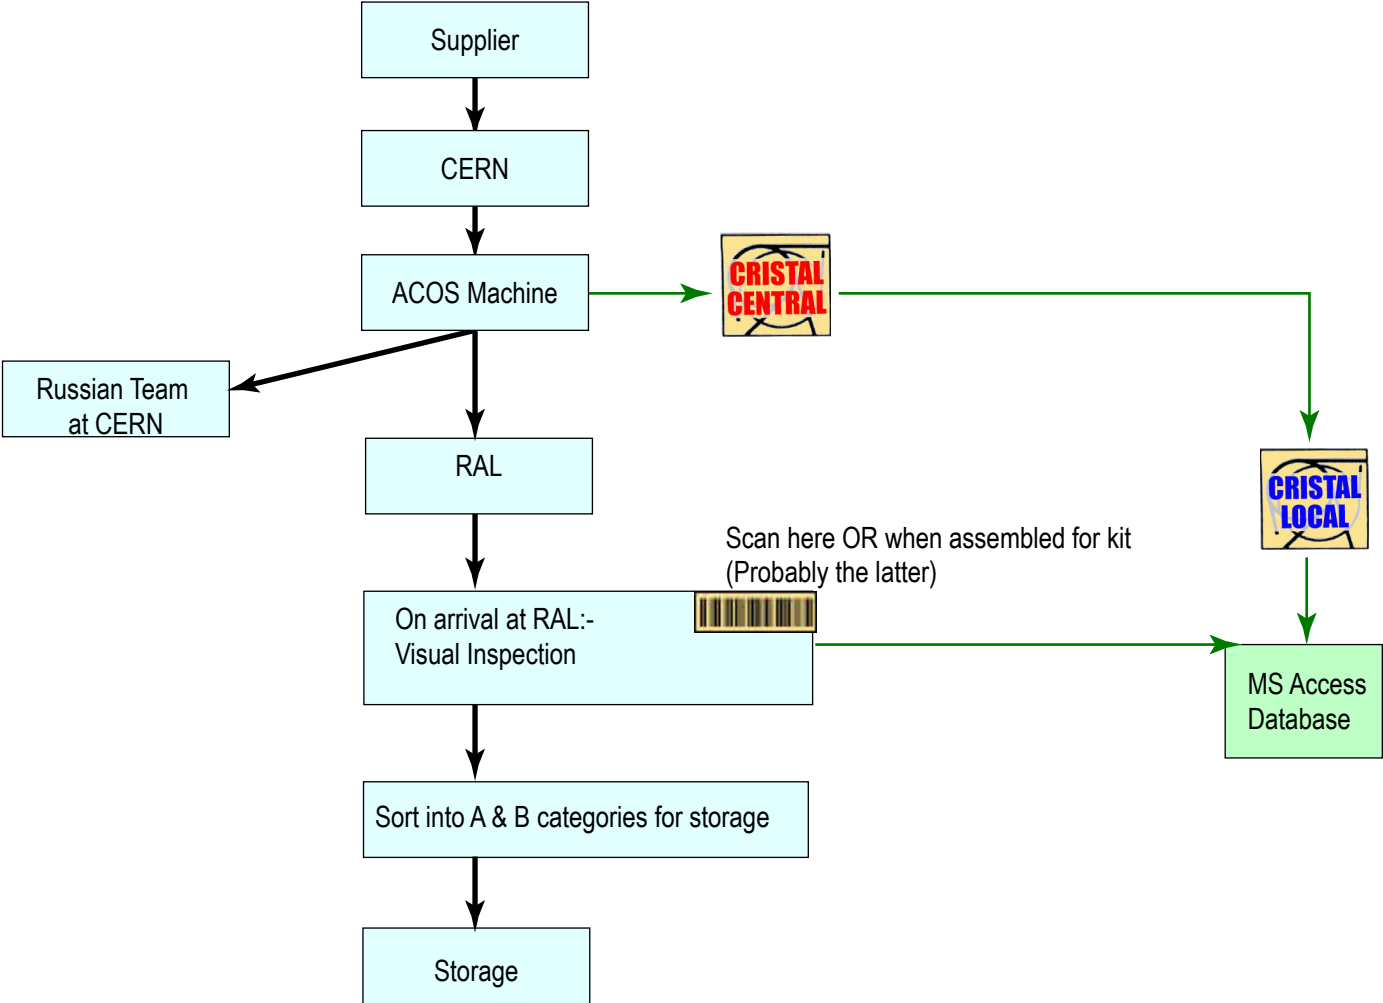 Supplier
CERN
ACOS Machine
CRISTAL
CENTRAL
Russian Team
at CERN
RAL
CRISTAL
LOCAL
Scan here OR when assembled for kit
(Probably the latter)
On arrival at RAL:-
Visual Inspection
MS Access
Database
Sort into A & B categories for storage
Storage